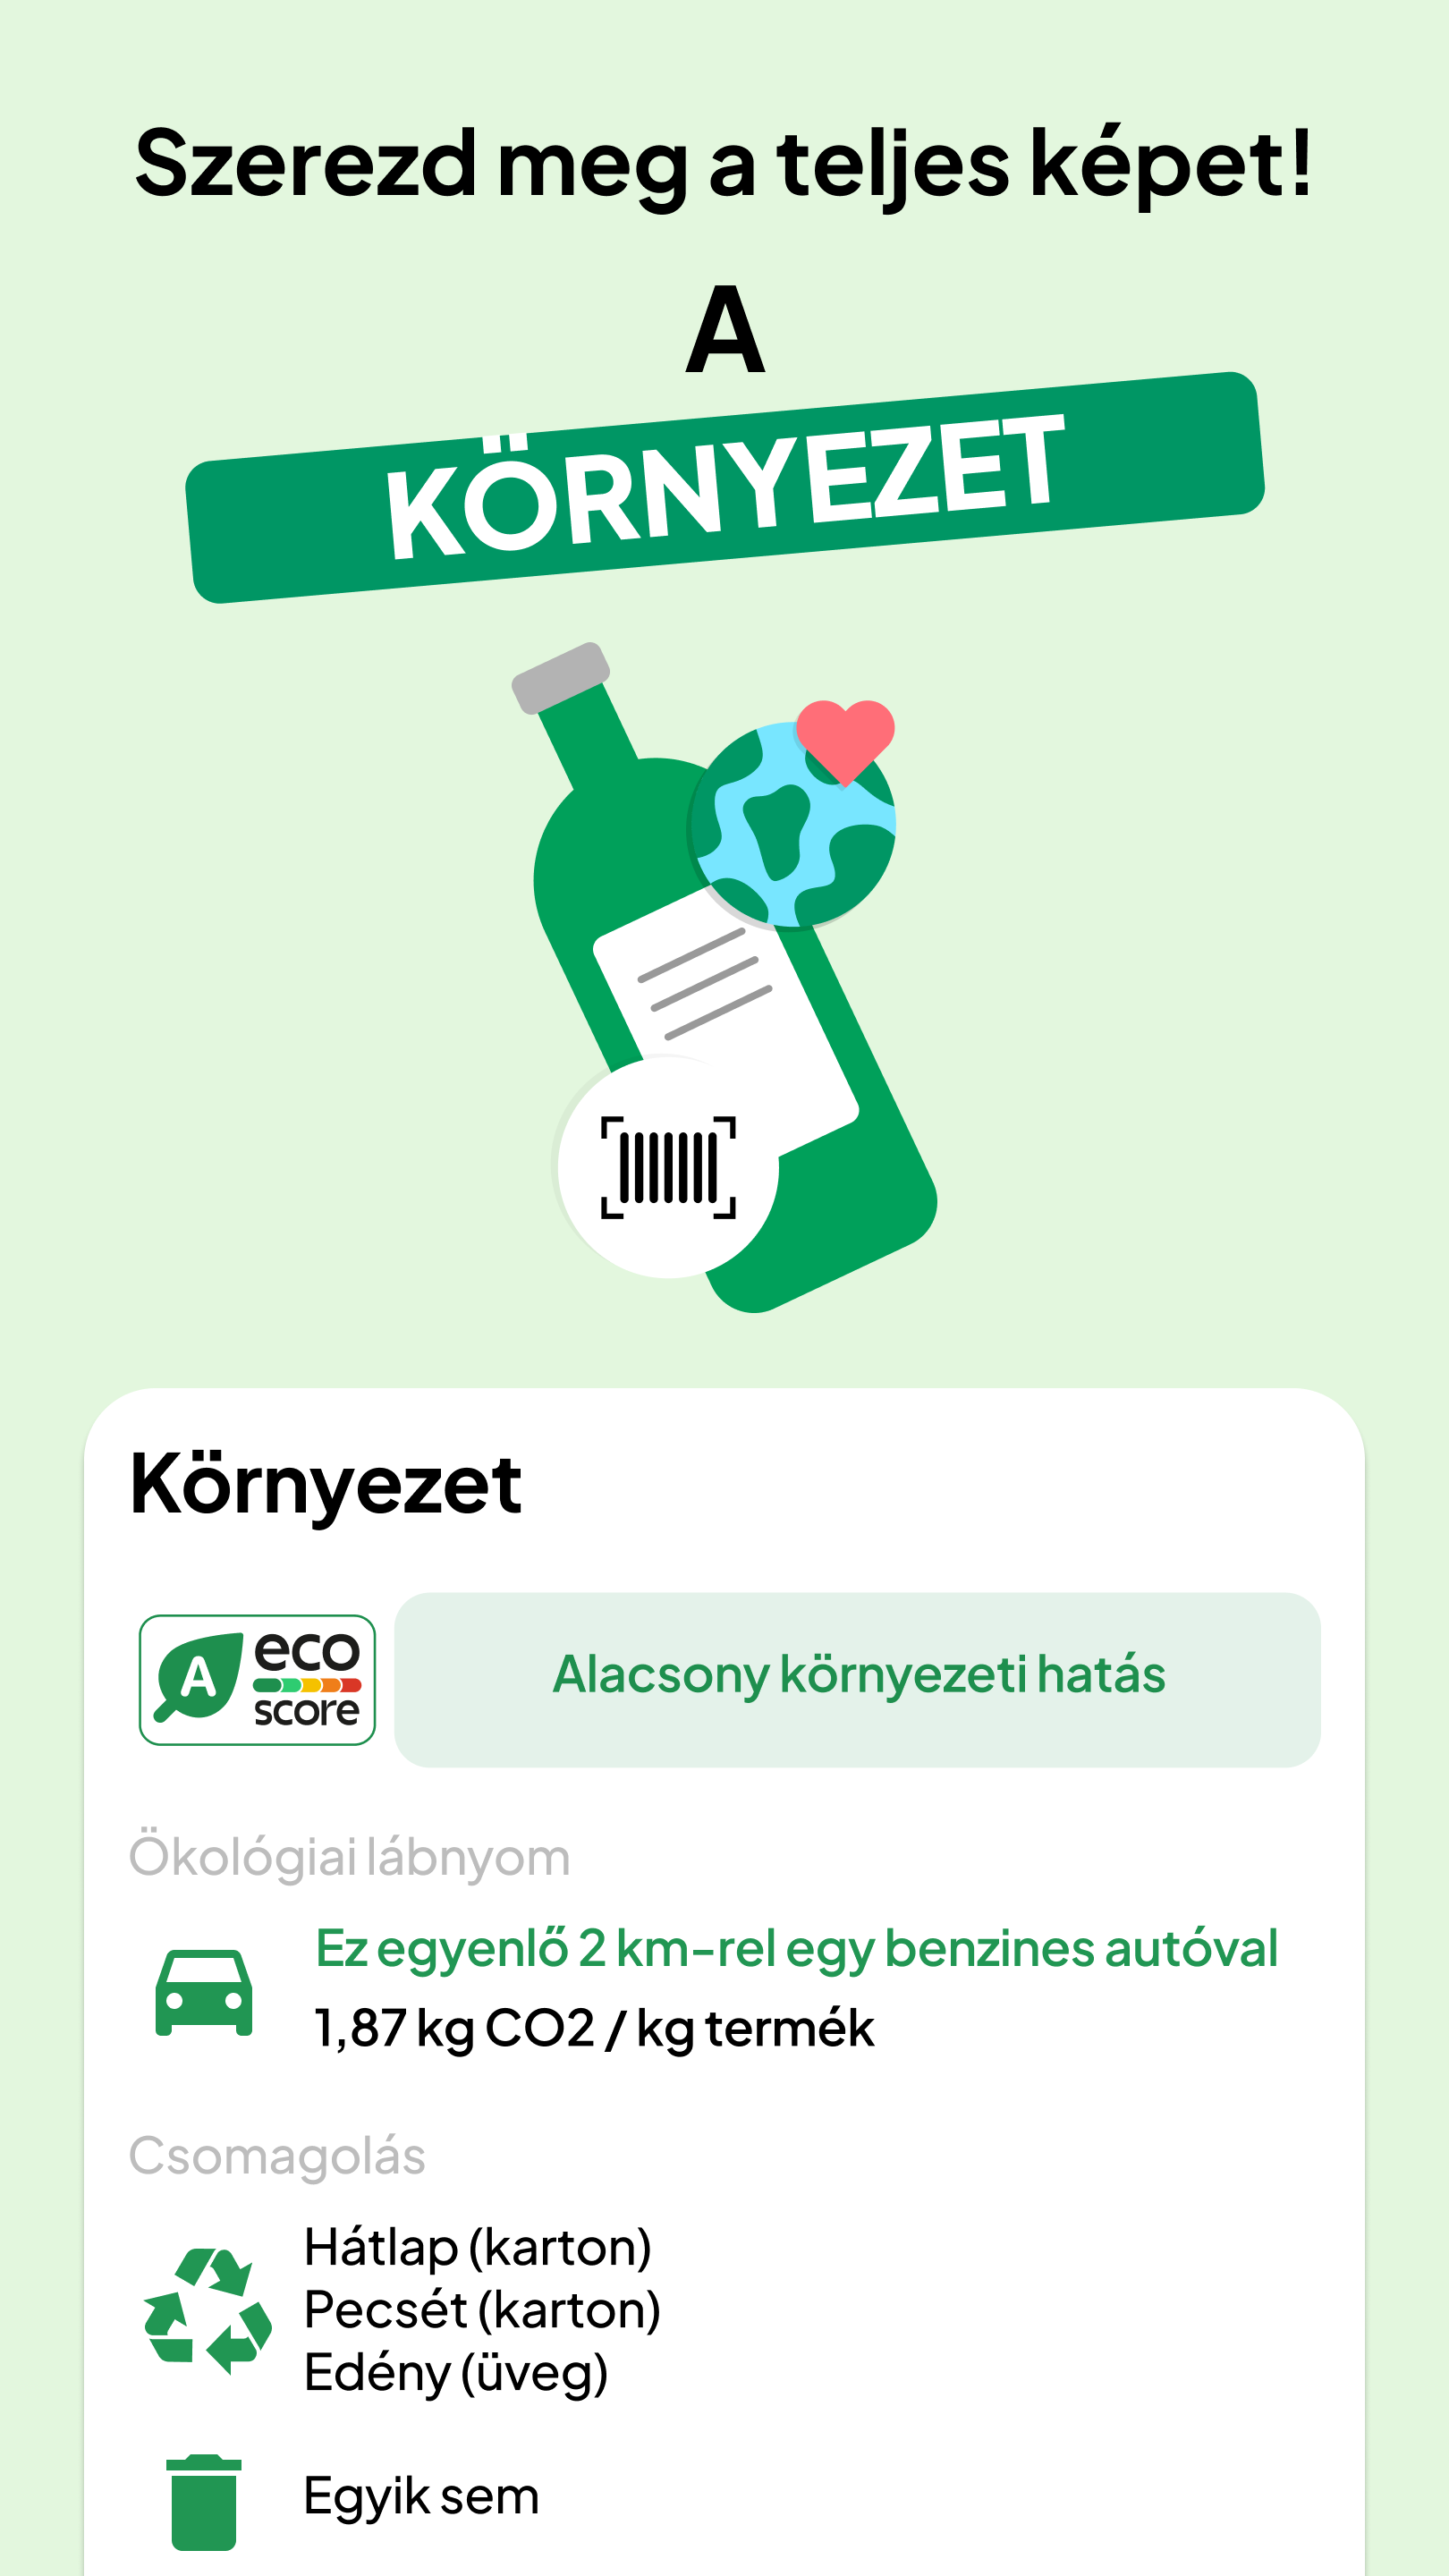 Szerezd meg a teljes képet!
A
KÖRNYEZET
Környezet
A
eco
score
Alacsony környezeti hatás
Ökológiai lábnyom
Ez egyenlő 2 km-rel egy benzines autóval
1,87 kg CO2 / kg termék
Csomagolás
Hátlap (karton)
Pecsét (karton)
Edény (üveg)
Egyik sem